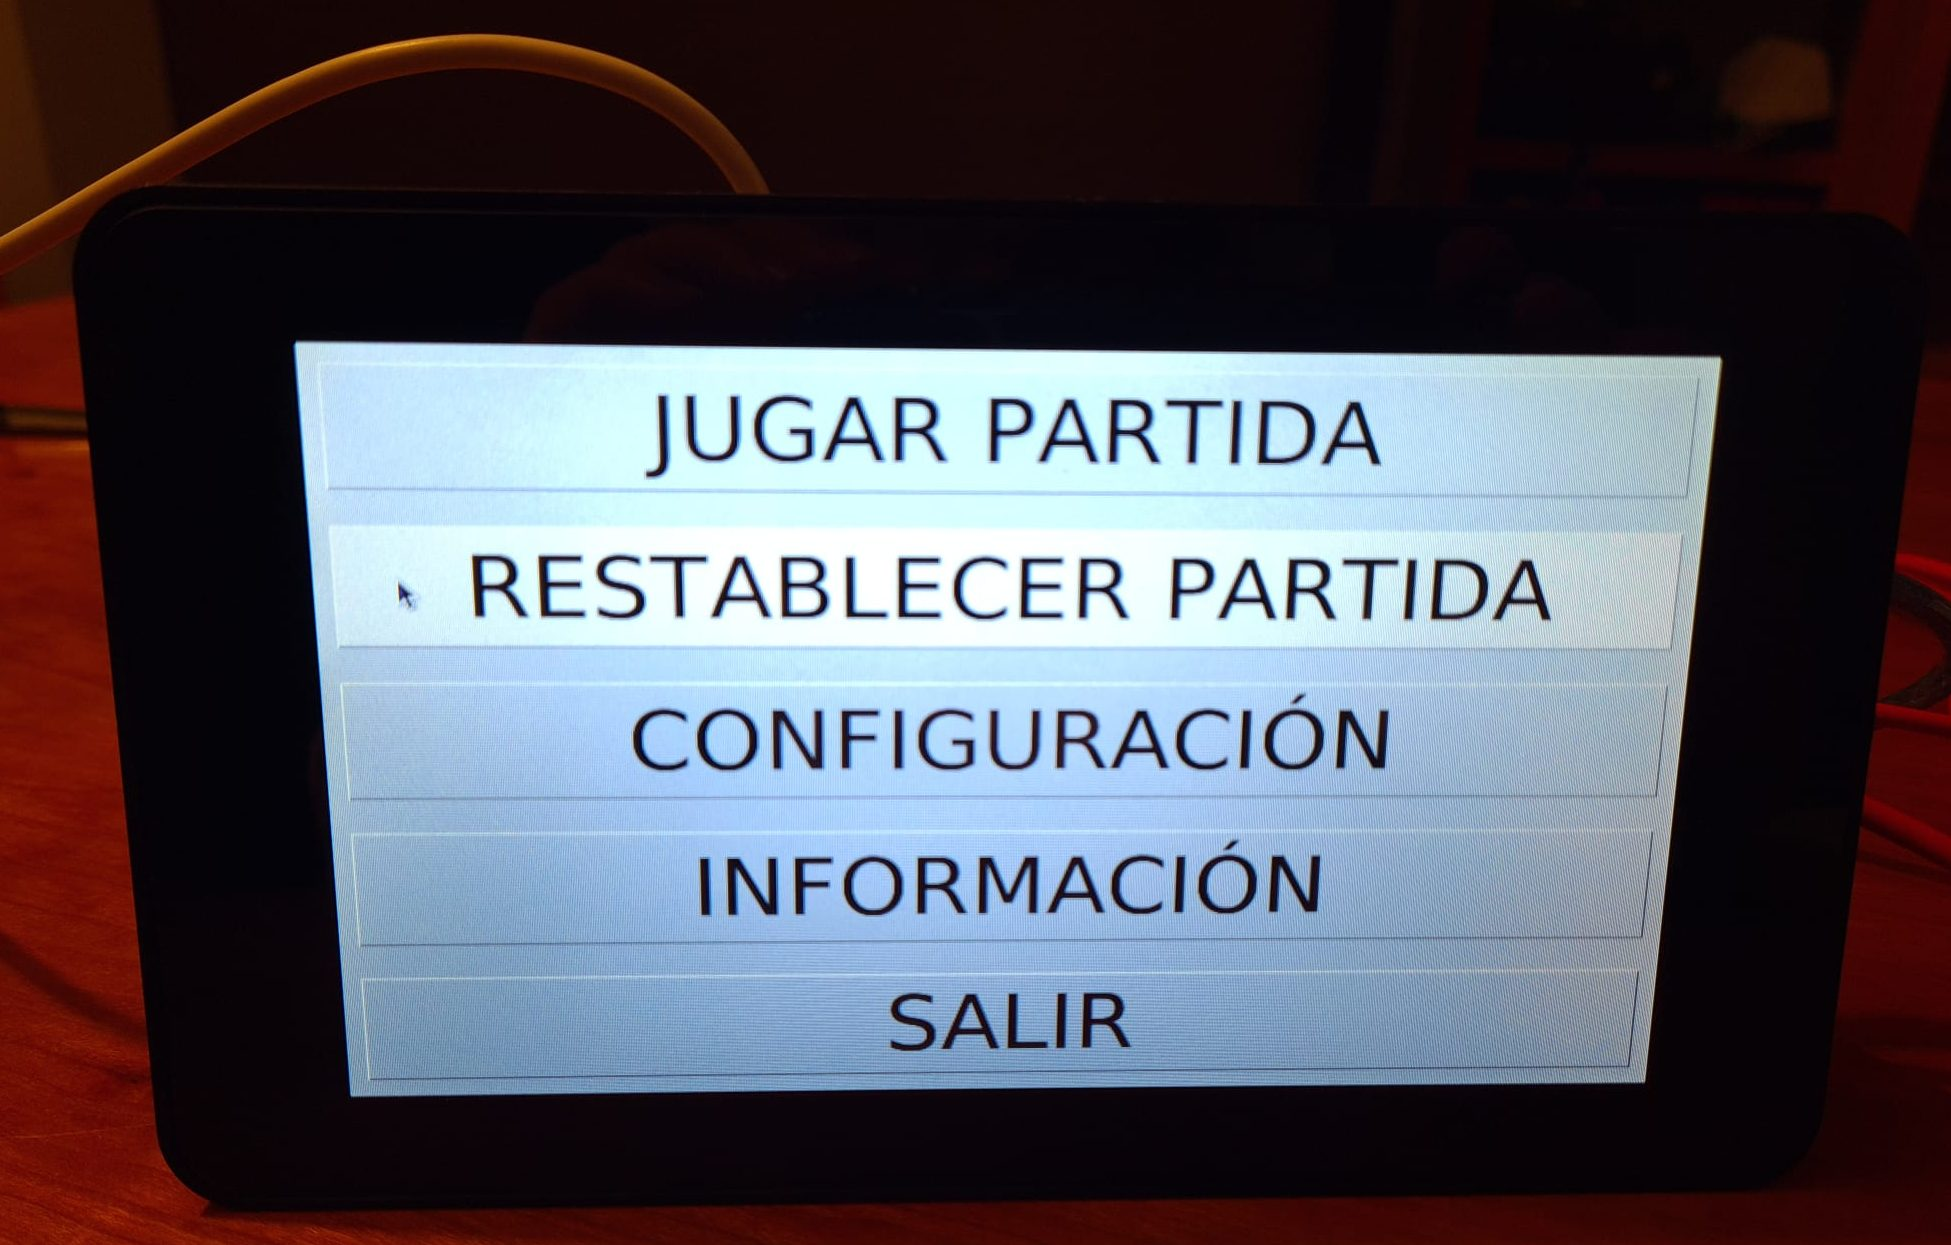 JUGAR PARTIDA
RESTABLECER PARTIDA
CONFIGURACIÓN
INFORMACIÓN
SALIR